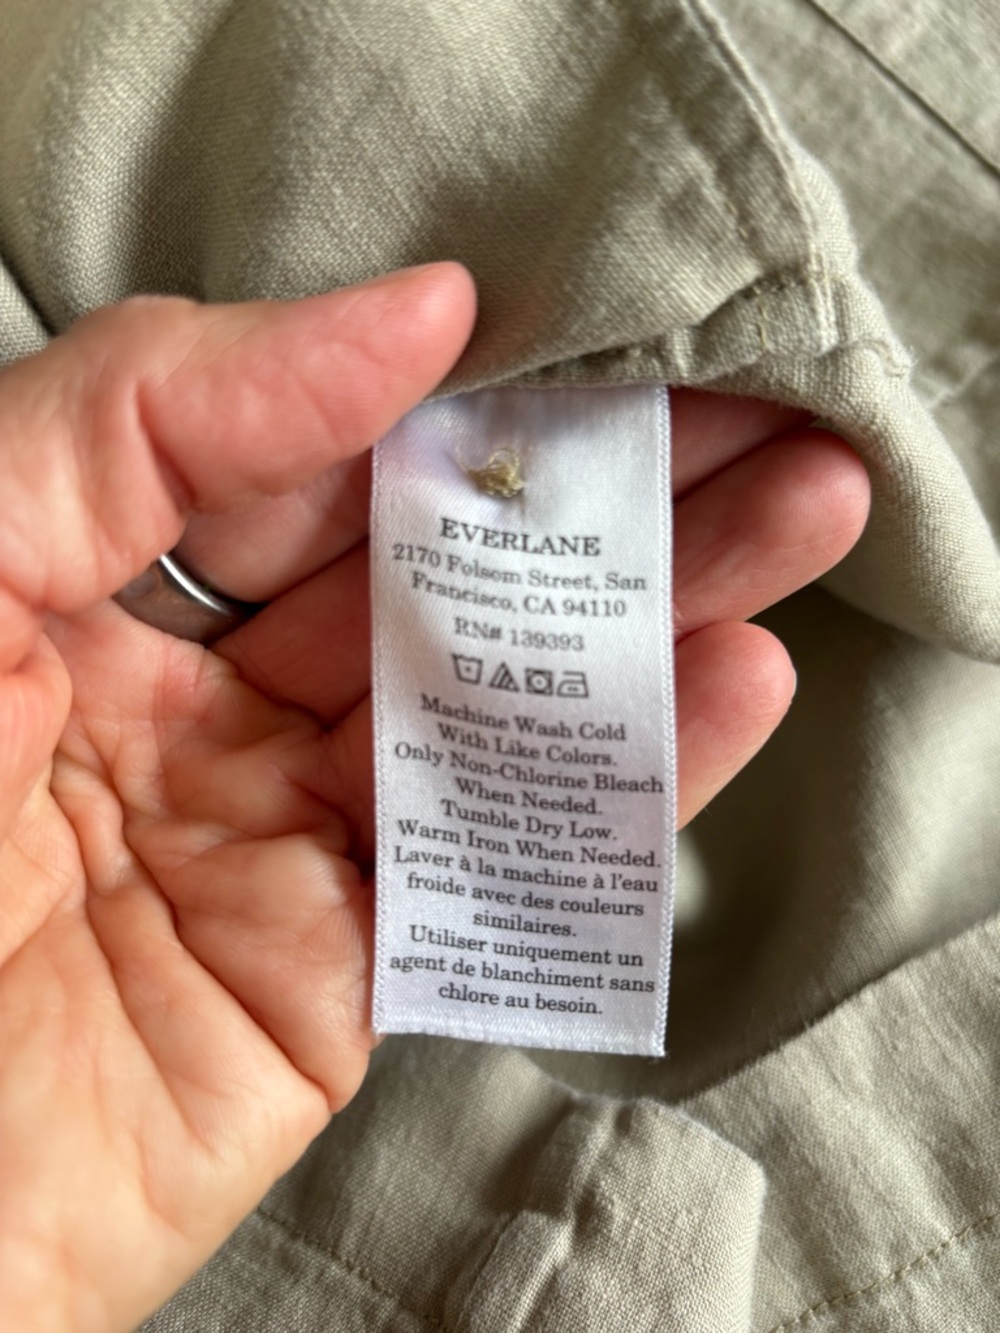 EVERLANE
2170 Folsom Street, San
Francisco, CA 94110
RN# 139393
Machine Wash Cold
With Like Colors.
Only Non-Chlorine Bleach
When Needed.
Tumble Dry Low.
Warm Iron When Needed.
Laver à la machine à l'eau
froide avec des couleurs
similaires.
Utiliser uniquement un
agent de blanchiment sans
chlore au besoin.